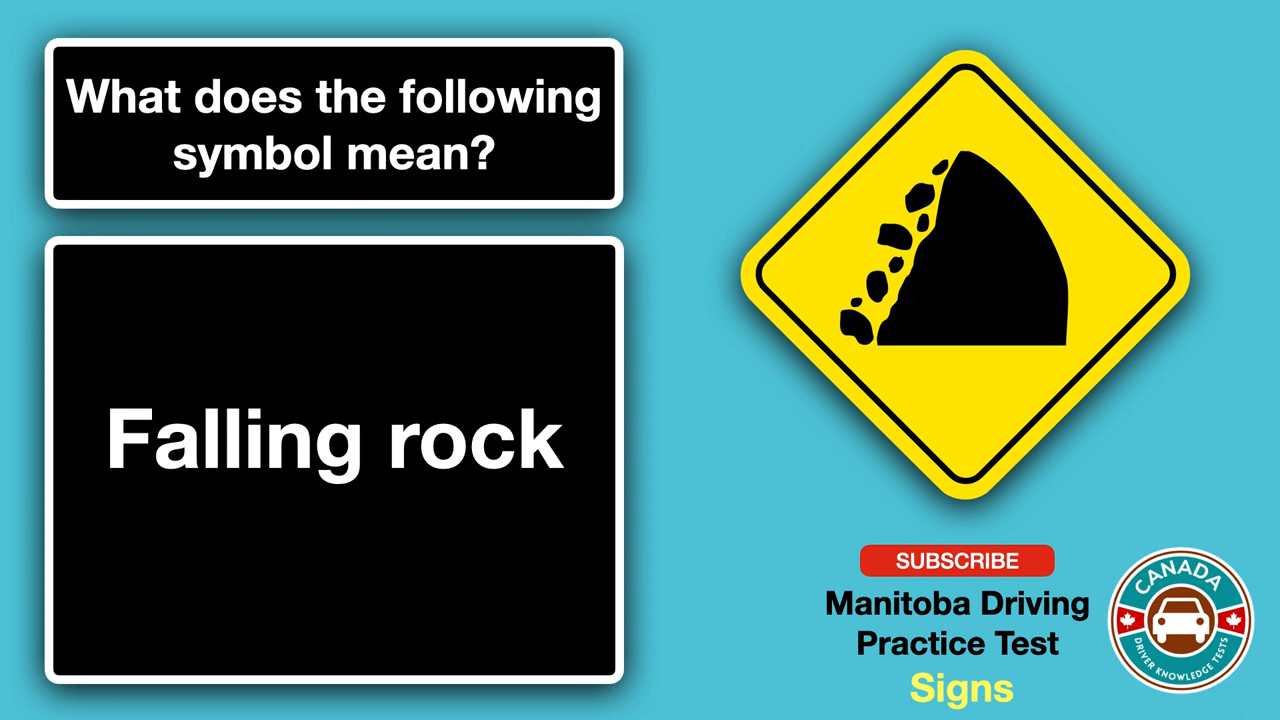 What does the following
symbol mean?
Falling rock
SUBSCRIBE
Manitoba Driving
Practice Test
Signs
CANADA
DRIVER KNOWLEDGE TESTS